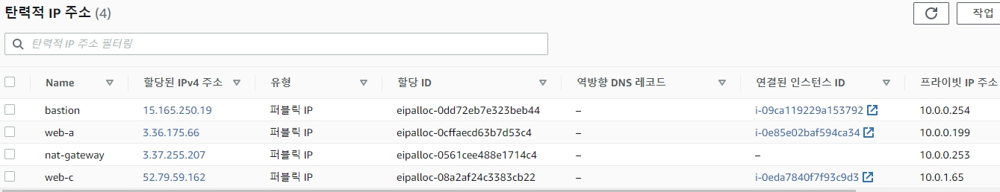 탄력적 IP 주소 (4)
작업
탄력적 IP 주소 필터링
Name 할당된 IPv4 주소 유형 할당 ID 역방향 DNS 레코드 연결된 인스턴스 ID 프라이빗 IP 주소
bastion 15.165.250.19 퍼블릭 IP eipalloc-0dd72eb7e323beb44 – i-09ca119229a153792 10.0.0.254
web-a 3.36.175.66 퍼블릭 IP eipalloc-0cffaecd63b7d53c4 – i-0e85e02baf594ca34 10.0.0.199
nat-gateway 3.37.255.207 퍼블릭 IP eipalloc-0561cee488e1714c4 – – 10.0.0.253
web-c 52.79.59.162 퍼블릭 IP eipalloc-08a2af24c3383cb22 – i-0eda7840f7f93c9d3 10.0.1.65